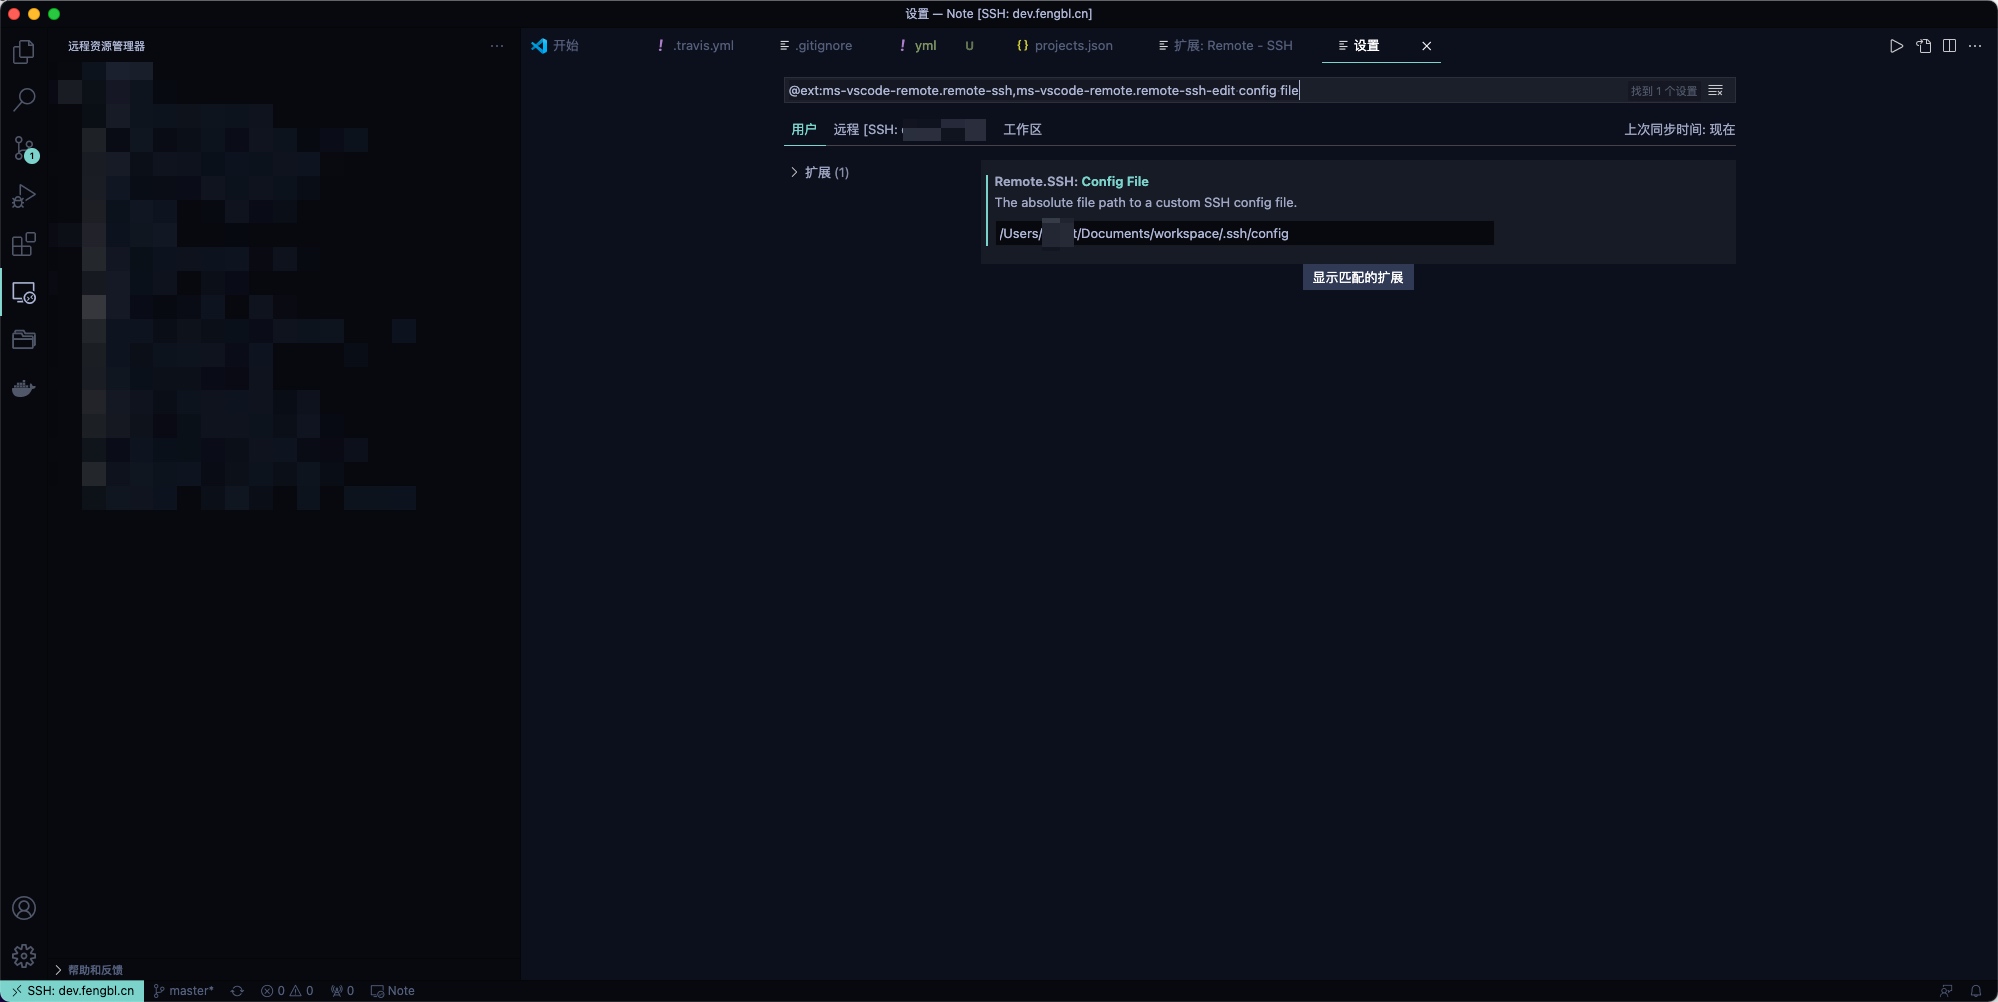 设置 — Note [SSH: dev.fengbl.cn]
远程资源管理器
开始
! .travis.yml
.gitignore
! yml U
{} projects.json
扩展: Remote - SSH
设置
@ext:ms-vscode-remote.remote-ssh,ms-vscode-remote.remote-ssh-edit config file
找到 1 个设置
用户
远程 [SSH:
工作区
上次同步时间: 现在
扩展 (1)
Remote.SSH: Config File
The absolute file path to a custom SSH config file.
/Users/ t/Documents/workspace/.ssh/config
显示匹配的扩展
1
帮助和反馈
SSH: dev.fengbl.cn
master*
0
0
0
Note